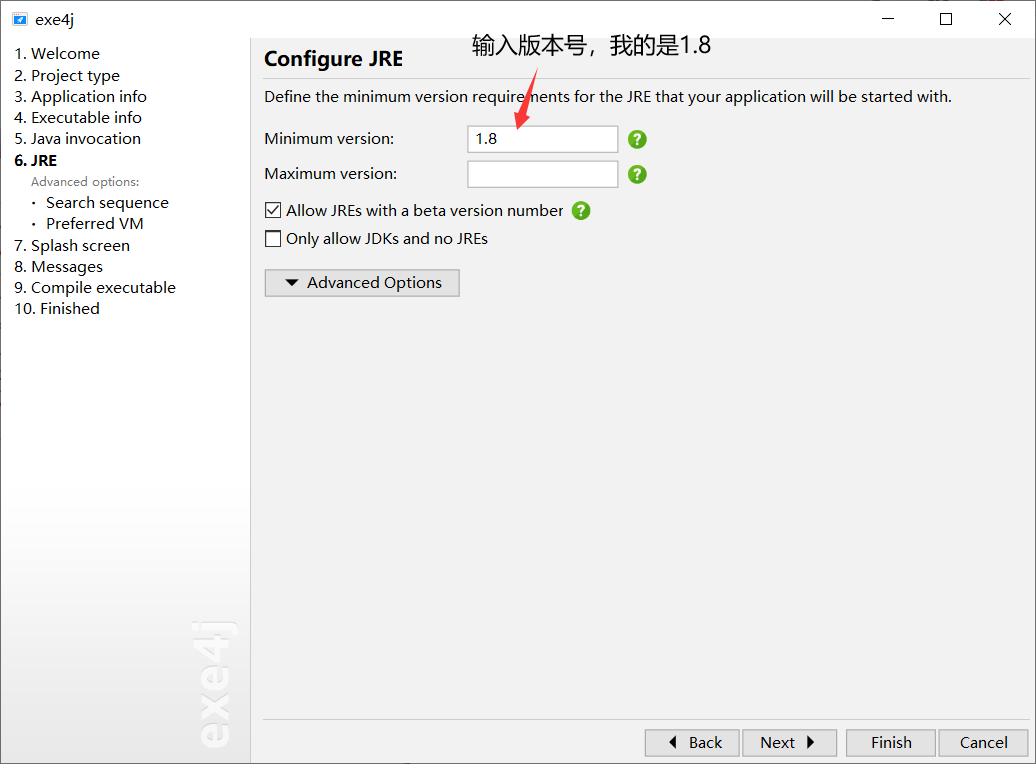 exe4j
1. Welcome
2. Project type
3. Application info
4. Executable info
5. Java invocation
6. JRE
Advanced options:
· Search sequence
· Preferred VM
7. Splash screen
8. Messages
9. Compile executable
10. Finished
exe4j
输入版本号，我的是1.8
Configure JRE
Define the minimum version requirements for the JRE that your application will be started with.
Minimum version: 1.8
Maximum version:
Allow JREs with a beta version number
Only allow JDKs and no JREs
Advanced Options
Back Next Finish Cancel